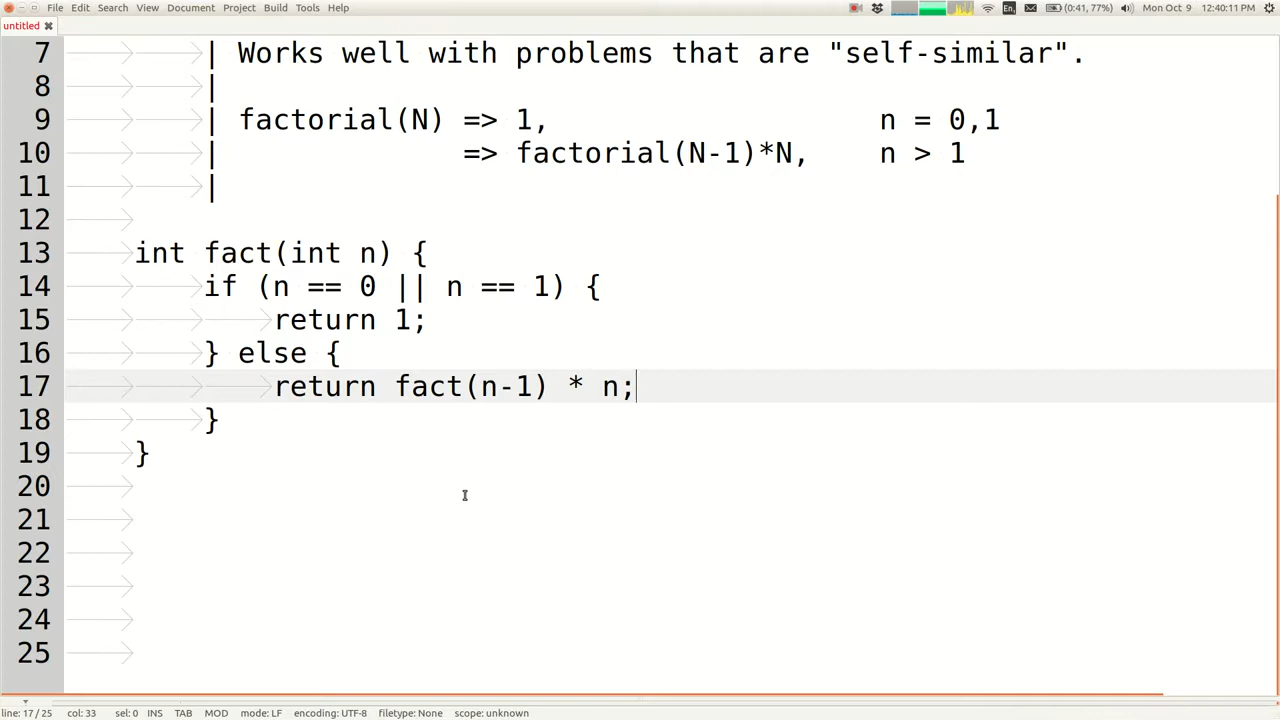 File Edit Search View Document Project Build Tools Help
En (0:41, 77%) Mon Oct 9 12:40:11 PM
untitled
7 | Works well with problems that are "self-similar".
8 |
9 | factorial(N) => 1, n = 0,1
10 | => factorial(N-1)*N, n > 1
11 |
12
13 int fact(int n) {
14 if (n == 0 || n == 1) {
15 return 1;
16 } else {
17 return fact(n-1) * n;
18 }
19 }
20
21
22
23
24
25
line: 17 / 25 col: 33 sel: 0 INS TAB MOD mode: LF encoding: UTF-8 filetype: None scope: unknown